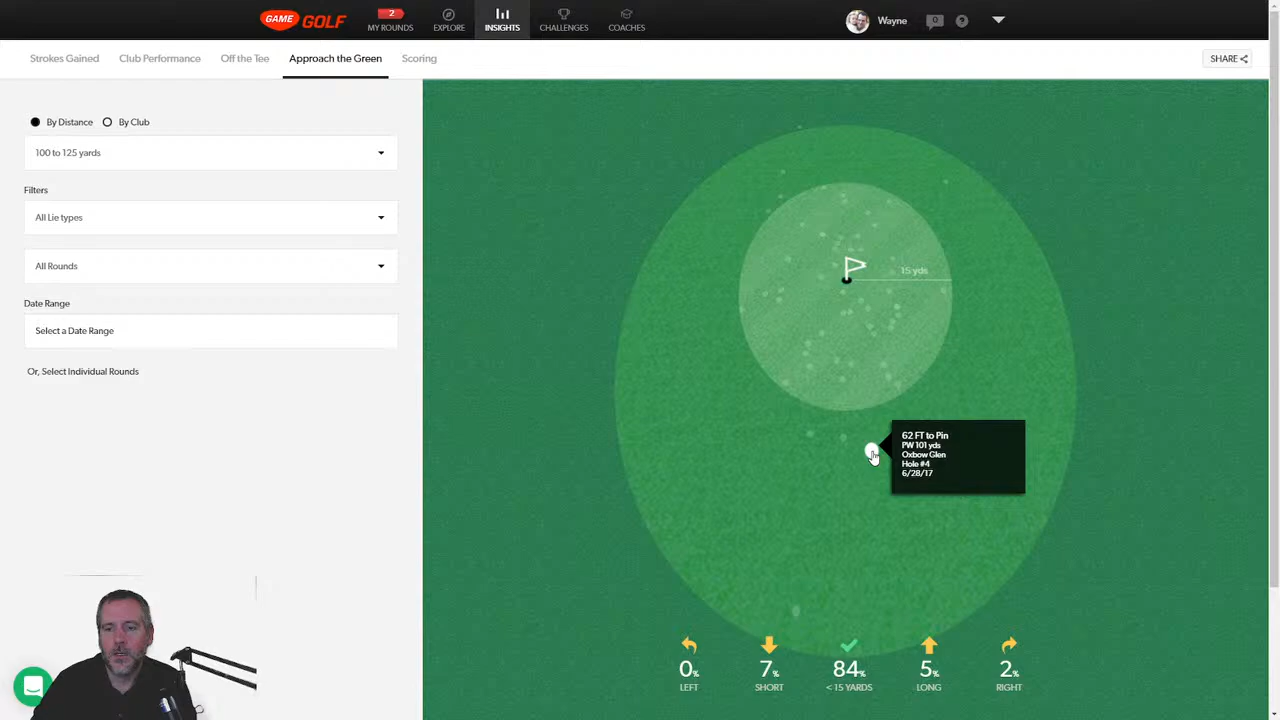 GAME GOLF
2
MY ROUNDS
EXPLORE
INSIGHTS
CHALLENGES
COACHES
Wayne
0
?
Strokes Gained
Club Performance
Off the Tee
Approach the Green
Scoring
SHARE
By Distance
By Club
100 to 125 yards
Filters
All Lie types
All Rounds
Date Range
Select a Date Range
Or, Select Individual Rounds
15 yds
62 FT to Pin
PW 101 yds
Oxbow Glen
Hole #4
6/28/17
0%
LEFT
7%
SHORT
84%
< 15 YARDS
5%
LONG
2%
RIGHT